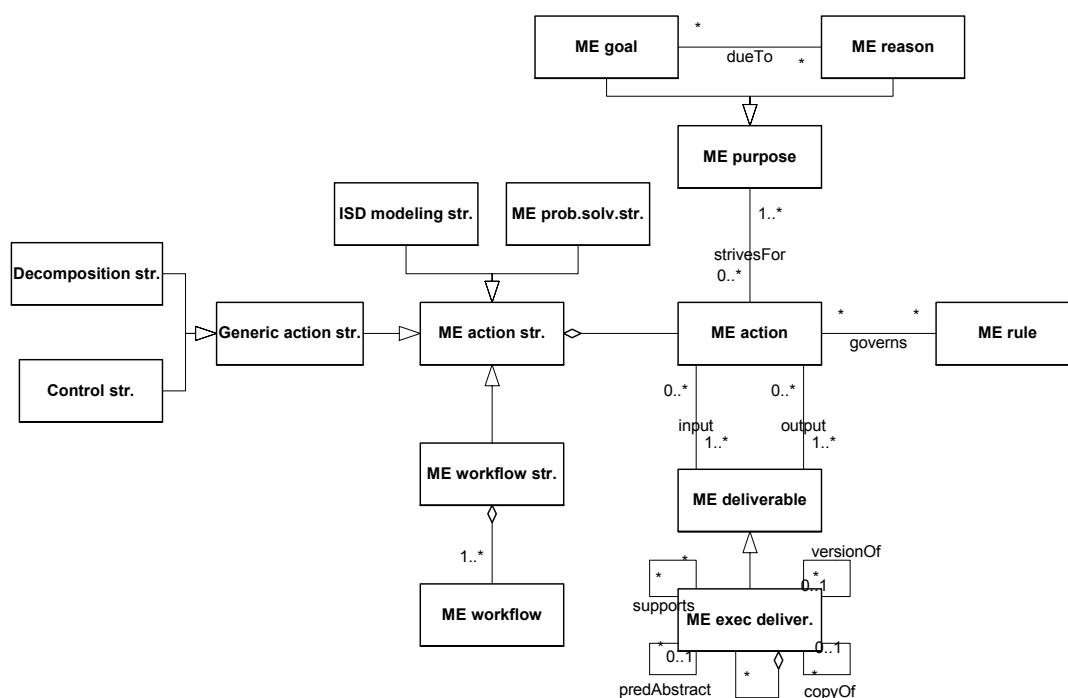 *
ME goal
ME reason
dueTo
*
ME purpose
ISD modeling str.
ME prob.solv.str.
1..*
Decomposition str.
strivesFor
0..*
Generic action str.
ME action str.
ME action
*
*
ME rule
governs
Control str.
0..*
0..*
input
output
1..*
1..*
ME workflow str.
ME deliverable
1..*
*
versionOf
*
*
0..1
ME workflow
supports
ME exec deliver.
*
0..1
0..1
*
*
predAbstract
copyOf